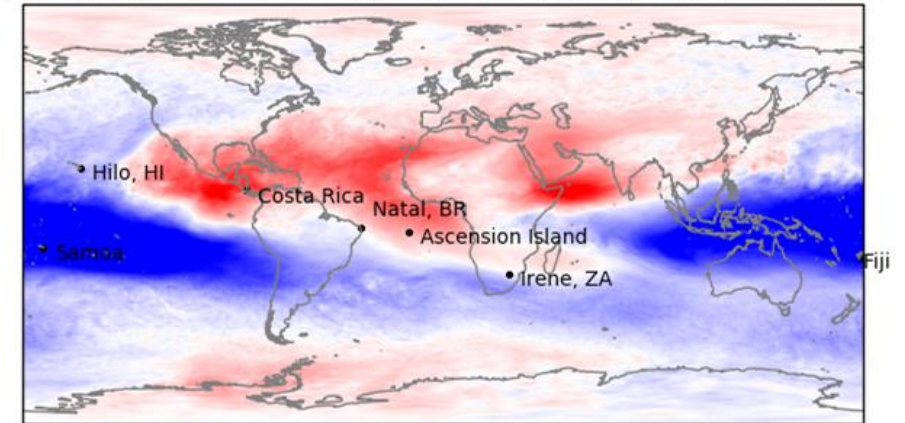 Hilo, HI
Costa Rica
Natal, BR
Ascension Island
Samoa
Fiji
Irene, ZA